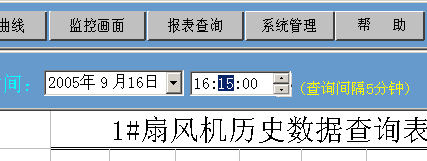 曲线 监控画面 报表查询 系统管理 帮 助
间: 2005年 9月16日 16:15:00 (查询间隔5分钟)
1#扇风机历史数据查询表